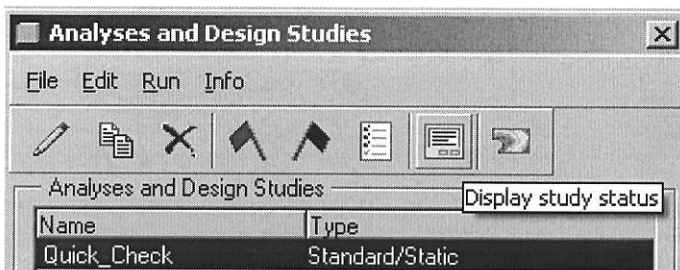 Analyses and Design Studies
File Edit Run Info
Analyses and Design Studies
Display study status
Name Type
Quick_Check Standard/Static